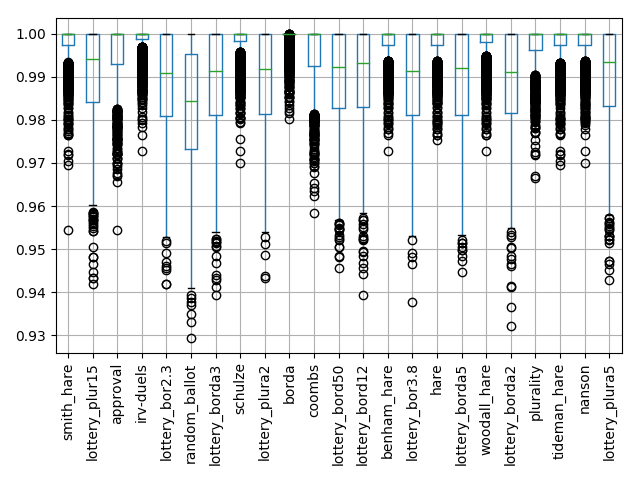 1.00
0.99
0.98
0.97
0.96
0.95
0.94
0.93
smith_hare
lottery_plur15
approval
irv-duels
lottery_bor2.3
random_ballot
lottery_borda3
schulze
lottery_plura2
borda
coombs
lottery_bord50
lottery_bord12
benham_hare
lottery_bor3.8
hare
lottery_borda5
woodall_hare
lottery_borda2
plurality
tideman_hare
nanson
lottery_plura5